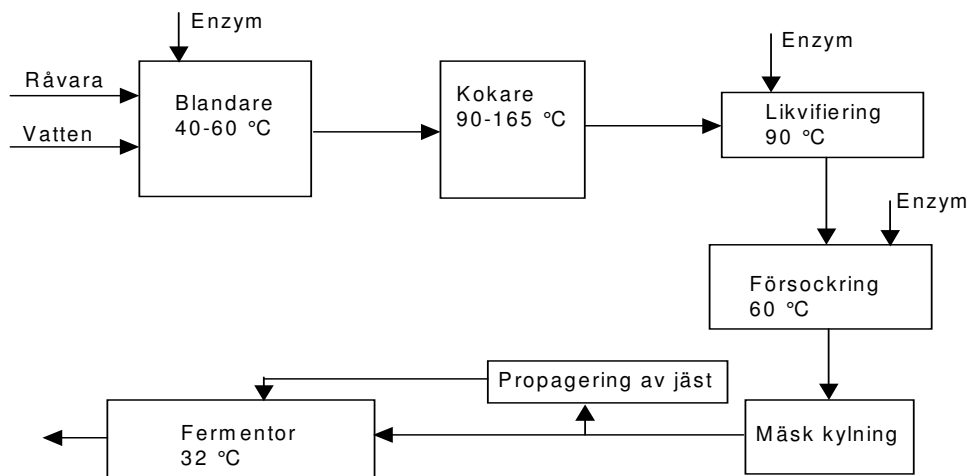 Enzym
Råvara
Vatten
Blandare
40-60 °C
Kokare
90-165 °C
Enzym
Likvifiering
90 °C
Enzym
Försockring
60 °C
Propagering av jäst
Fermentor
32 °C
Mäsk kylning